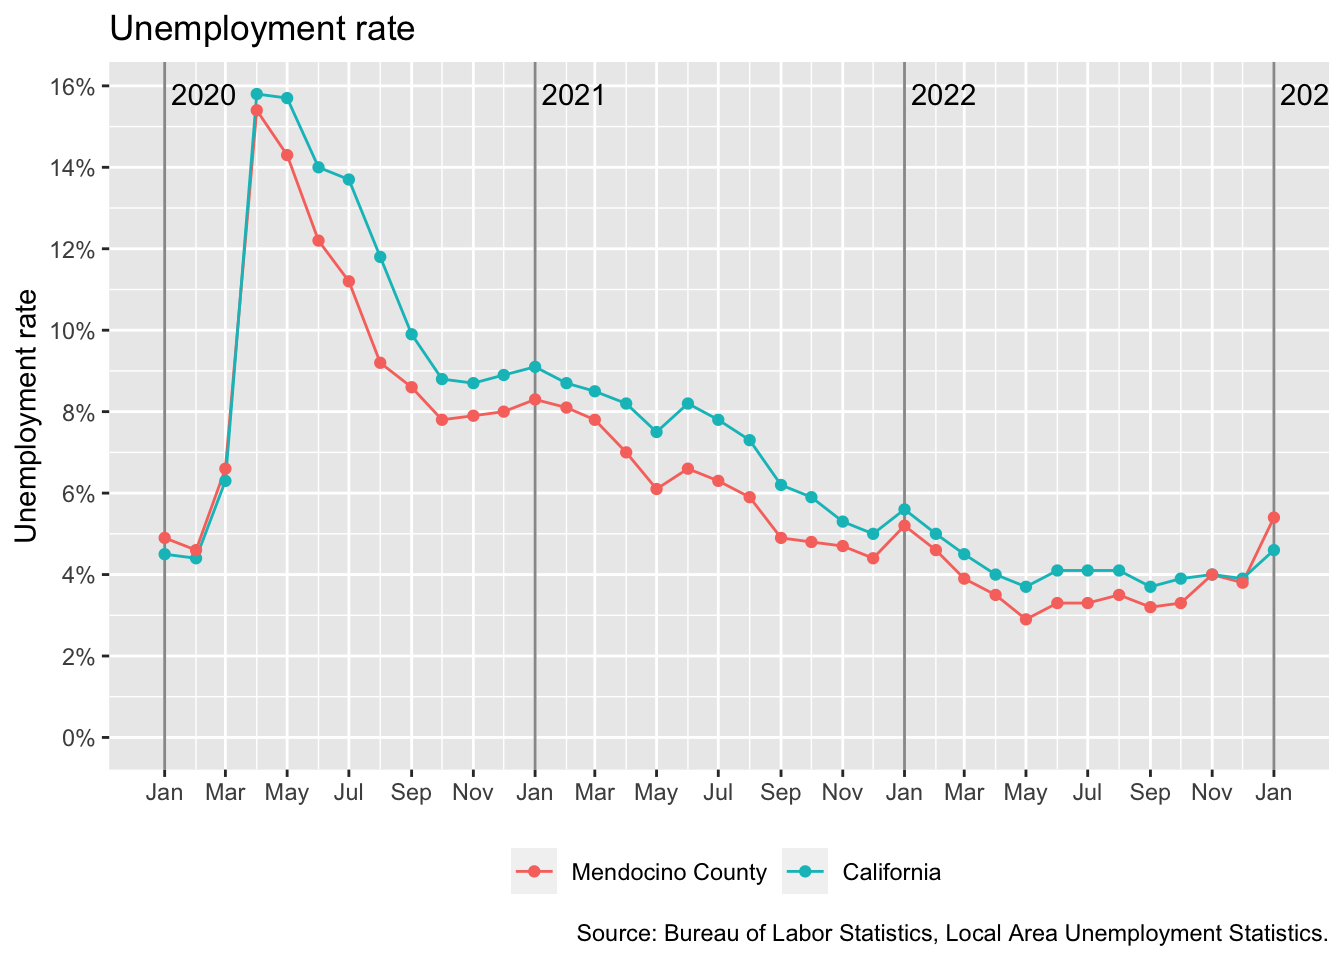 Unemployment rate
2020 2021 2022 202
16%
14%
12%
10%
8%
6%
4%
2%
0%
Unemployment rate
Jan Mar May Jul Sep Nov Jan Mar May Jul Sep Nov Jan Mar May Jul Sep Nov Jan
Mendocino County California
Source: Bureau of Labor Statistics, Local Area Unemployment Statistics.